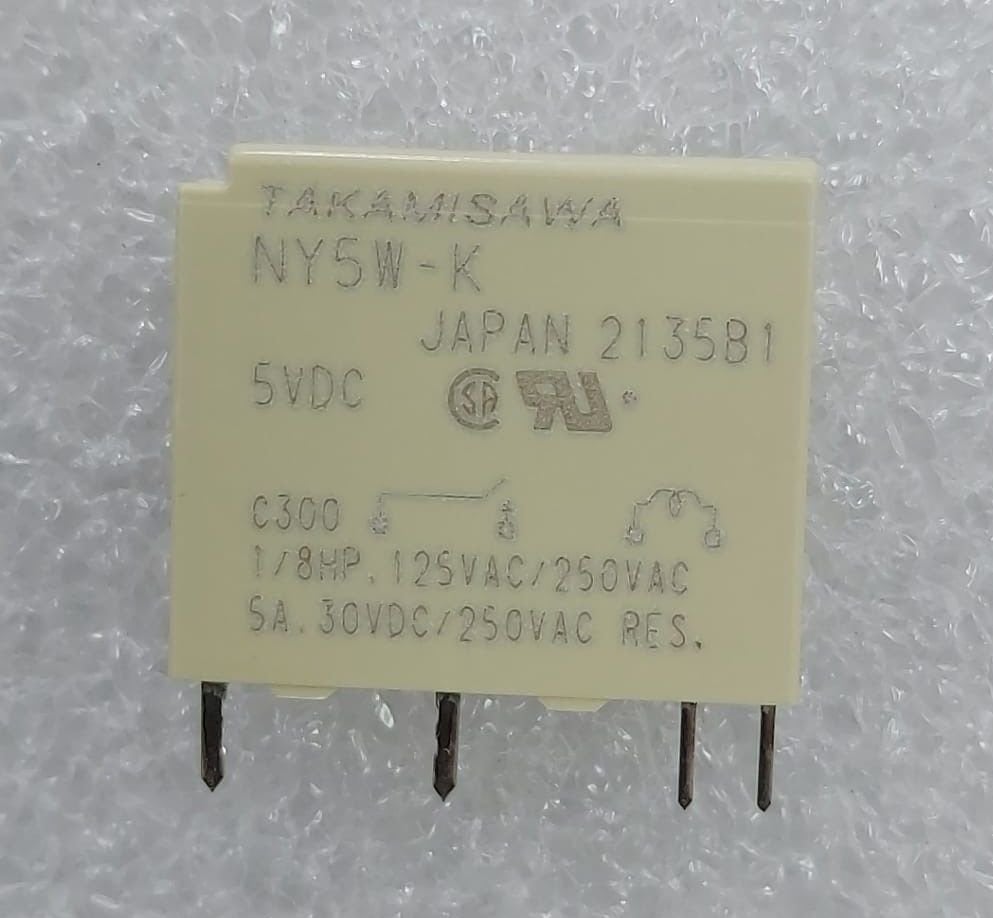 TAKAMISAWA
NY5W-K
JAPAN 2135B1
5VDC
C300
1/8HP. 125VAC/250VAC
5A. 30VDC/250VAC RES.